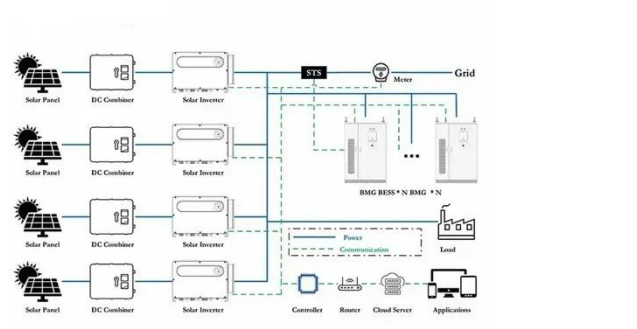 STS
Meter
Grid
Solar Panel DC Combiner Solar Inverter
Solar Panel DC Combiner Solar Inverter
BMG BESS * N BMG * N
Solar Panel DC Combiner Solar Inverter
Power
Communication
Load
Solar Panel DC Combiner Solar Inverter
Controller Router Cloud Server Applications